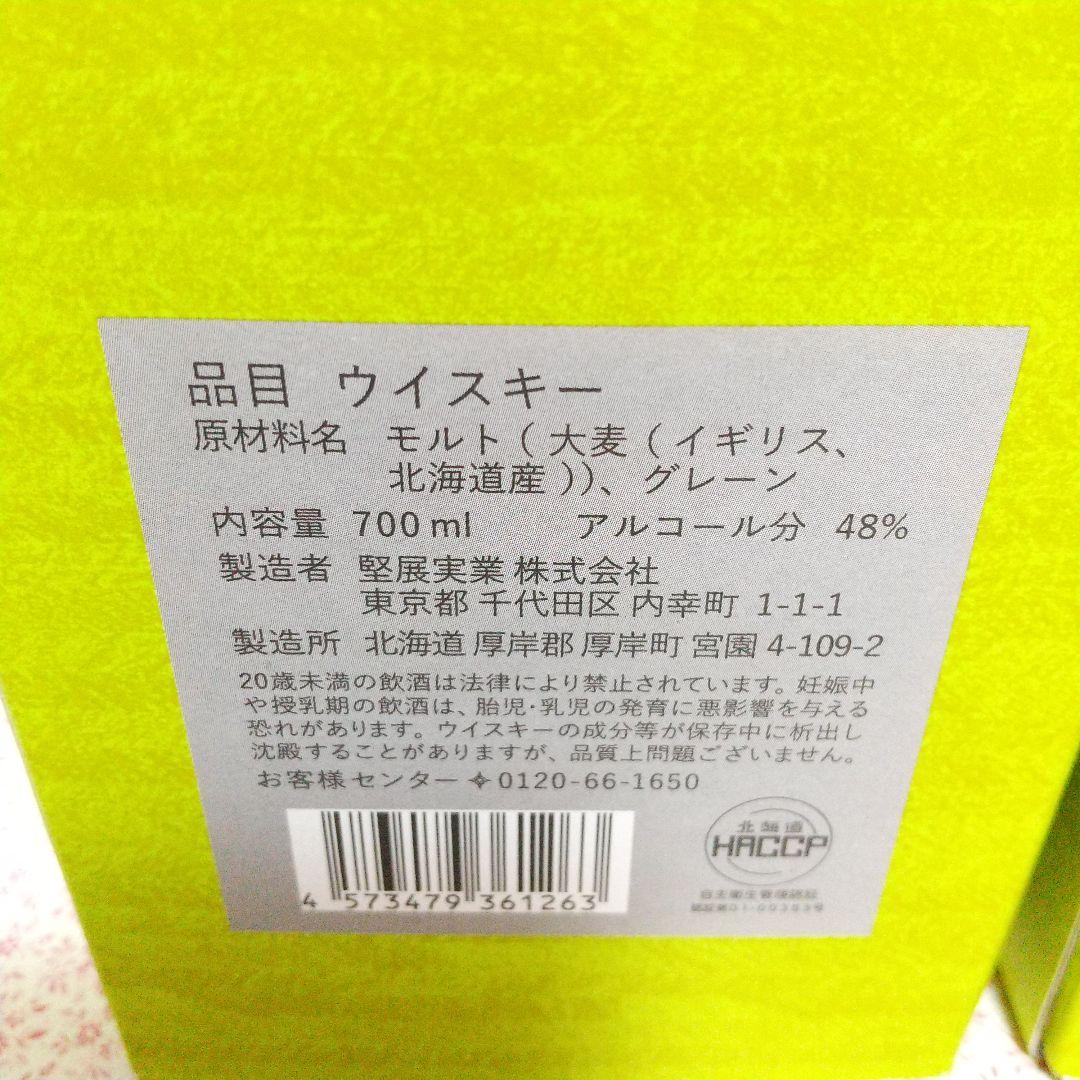 品目 ウイスキー
原材料名 モルト(大麦(イギリス、
北海道産))、グレーン
内容量 700 ml アルコール分 48%
製造者 堅展実業 株式会社
東京都 千代田区 内幸町 1-1-1
製造所 北海道 厚岸郡 厚岸町 宮園 4-109-2
20歳未満の飲酒は法律により禁止されています。妊娠中
や授乳期の飲酒は、胎児・乳児の発育に悪影響を与える
恐れがあります。ウイスキーの成分等が保存中に析出し
沈殿することがありますが、品質上問題ございません。
お客様センター 0120-66-1650
4 573479 361263
北海道
HACCP
自主衛生管理認証